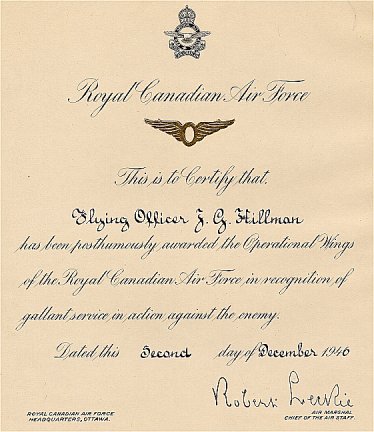 Royal Canadian Air Force
This is to Certify that.
Flying Officer J. G. Hillman
has been posthumously awarded the Operational Wings
of the Royal Canadian Air Force in recognition of
gallant service in action against the enemy.
Dated this Second day of December 1946
Robert Leckie
ROYAL CANADIAN AIR FORCE
HEADQUARTERS, OTTAWA.
AIR MARSHAL
CHIEF OF THE AIR STAFF.